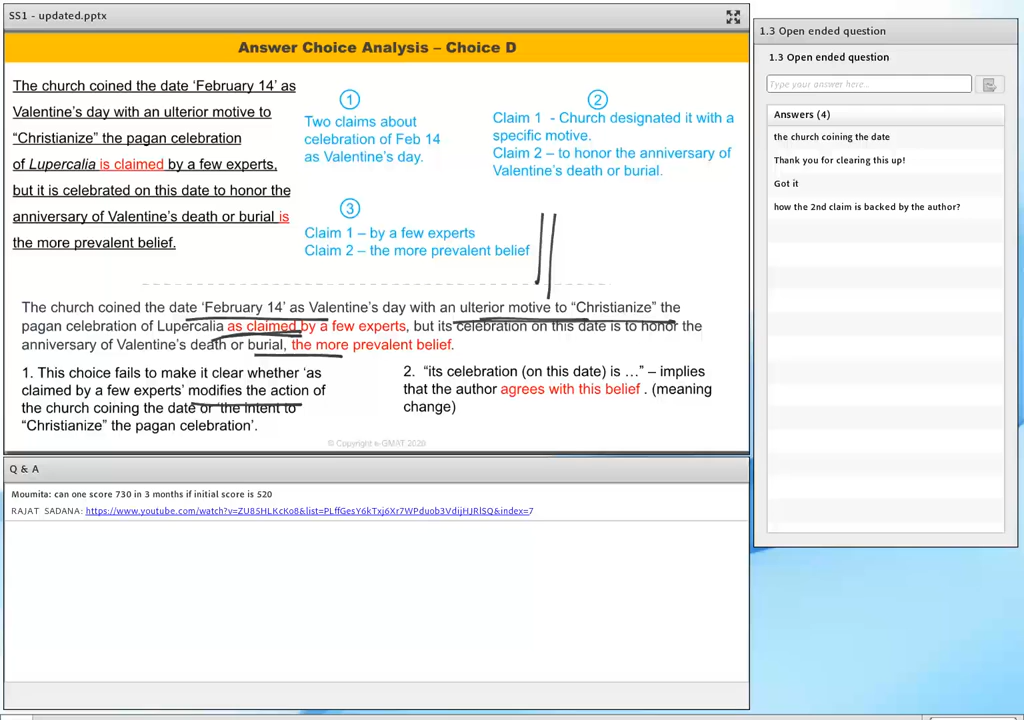 SS1 - updated.pptx
Answer Choice Analysis – Choice D
The church coined the date ‘February 14’ as
Valentine’s day with an ulterior motive to
“Christianize” the pagan celebration
of Lupercalia is claimed by a few experts,
but it is celebrated on this date to honor the
anniversary of Valentine’s death or burial is
the more prevalent belief.
1
Two claims about
celebration of Feb 14
as Valentine’s day.
2
Claim 1 - Church designated it with a
specific motive.
Claim 2 – to honor the anniversary of
Valentine’s death or burial.
3
Claim 1 – by a few experts
Claim 2 – the more prevalent belief
The church coined the date ‘February 14’ as Valentine’s day with an ulterior motive to “Christianize” the
pagan celebration of Lupercalia as claimed by a few experts, but its celebration on this date is to honor the
anniversary of Valentine’s death or burial, the more prevalent belief.
1. This choice fails to make it clear whether ‘as
claimed by a few experts’ modifies the action of
the church coining the date or ‘the intent to
“Christianize” the pagan celebration’.
2. “its celebration (on this date) is …” – implies
that the author agrees with this belief . (meaning
change)
© Copyright e-GMAT 2020
Q & A
Moumita: can one score 730 in 3 months if initial score is 520
RAJAT SADANA: https://www.youtube.com/watch?v=ZU85HLKcKo8&list=PLffGesY6kTxj6Xr7WPduob3VdijHJRlSQ&index=7
1.3 Open ended question
1.3 Open ended question
Type your answer here...
Answers (4)
the church coining the date
Thank you for clearing this up!
Got it
how the 2nd claim is backed by the author?